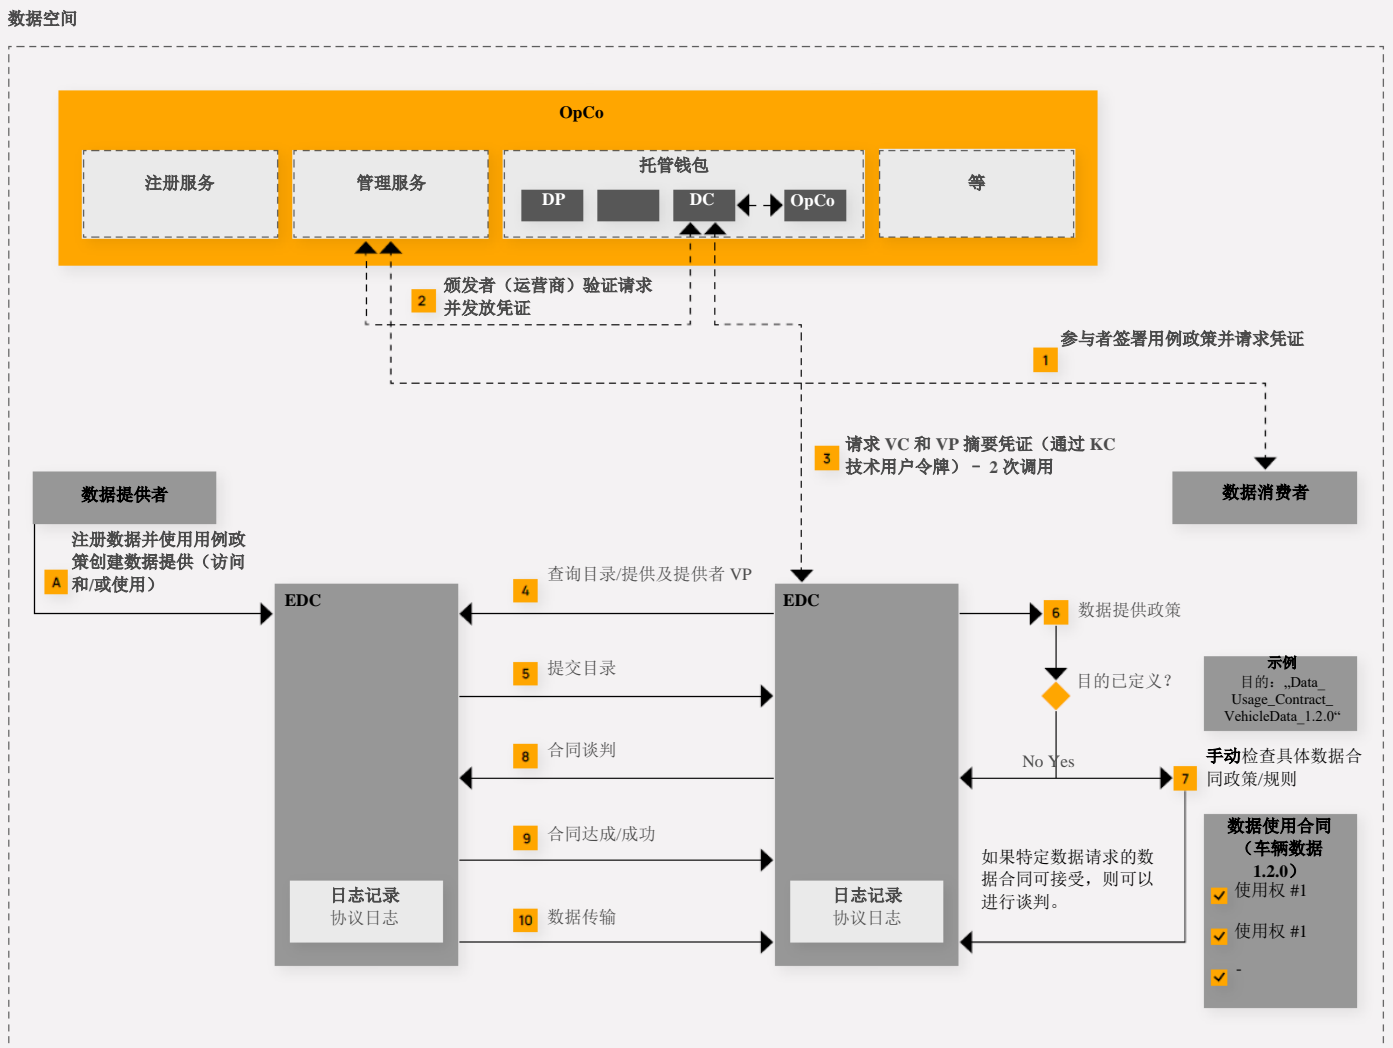 数据空间
OpCo
注册服务
管理服务
托管钱包
等
DP
DC
OpCo
2
颁发者（运营商）验证请求
并发放凭证
1
参与者签署用例政策并请求凭证
3
请求 VC 和 VP 摘要凭证（通过 KC
技术用户令牌）– 2 次调用
数据提供者
数据消费者
A
注册数据并使用用例政
策创建数据提供（访问
和/或使用）
EDC
4
查询目录/提供及提供者 VP
EDC
6
数据提供政策
5
提交目录
目的已定义？
示例
目的：„Data_
Usage_Contract_
VehicleData_1.2.0“
8
合同谈判
No Yes
7
手动检查具体数据合
同政策/规则
9
合同达成/成功
如果特定数据请求的数
据合同可接受，则可以
进行谈判。
数据使用合同
（车辆数据
1.2.0）
使用权 #1
使用权 #1
-
日志记录
协议日志
10
数据传输
日志记录
协议日志